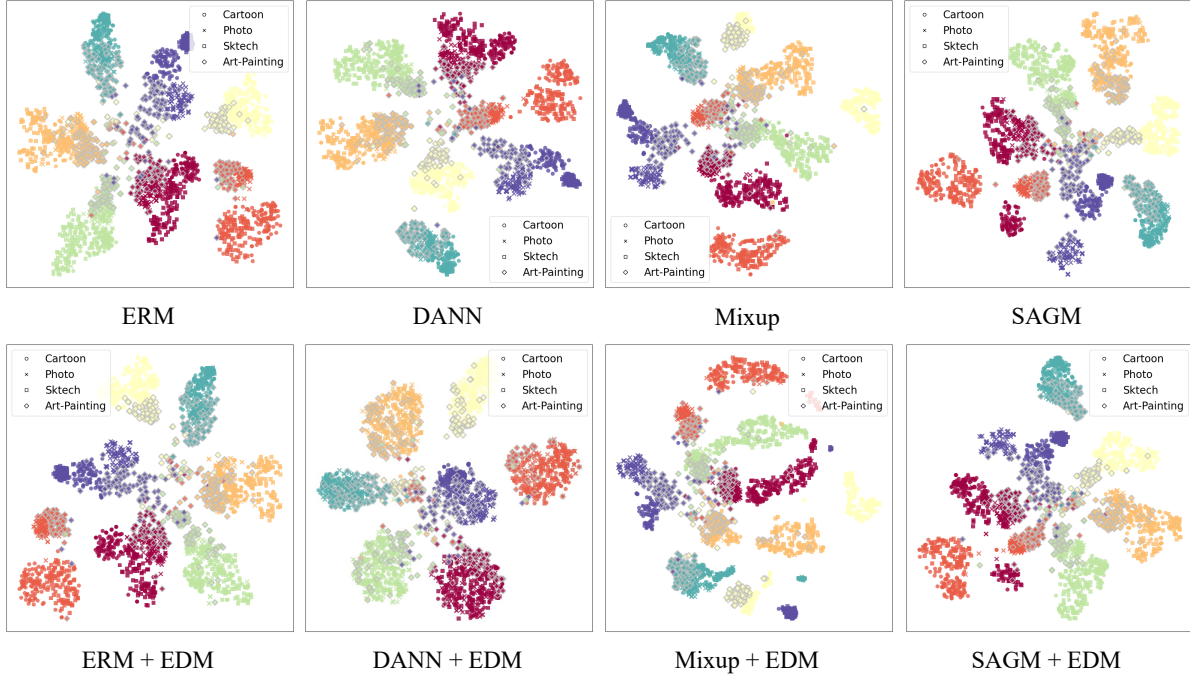 Cartoon
Photo
Sktech
Art-Painting
Cartoon
Photo
Sktech
Art-Painting
Cartoon
Photo
Sktech
Art-Painting
Cartoon
Photo
Sktech
Art-Painting
ERM
DANN
Mixup
SAGM
Cartoon
Photo
Sktech
Art-Painting
Cartoon
Photo
Sktech
Art-Painting
Cartoon
Photo
Sktech
Art-Painting
Cartoon
Photo
Sktech
Art-Painting
ERM + EDM
DANN + EDM
Mixup + EDM
SAGM + EDM